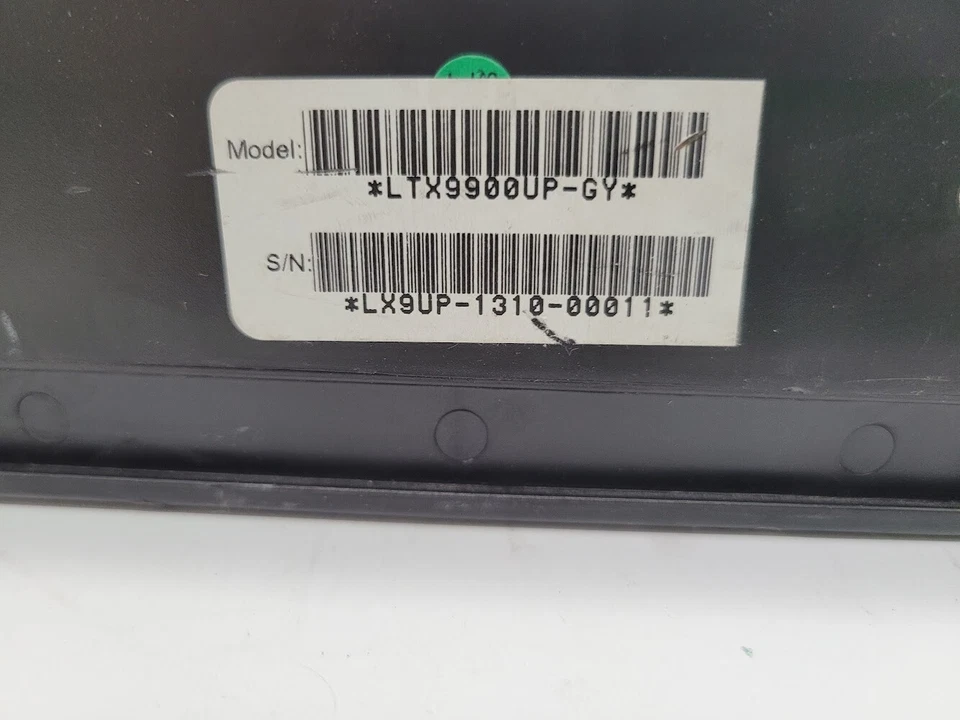 Model:
*LTX9900UP-GY*
S/N:
*LX9UP-1310-00011*